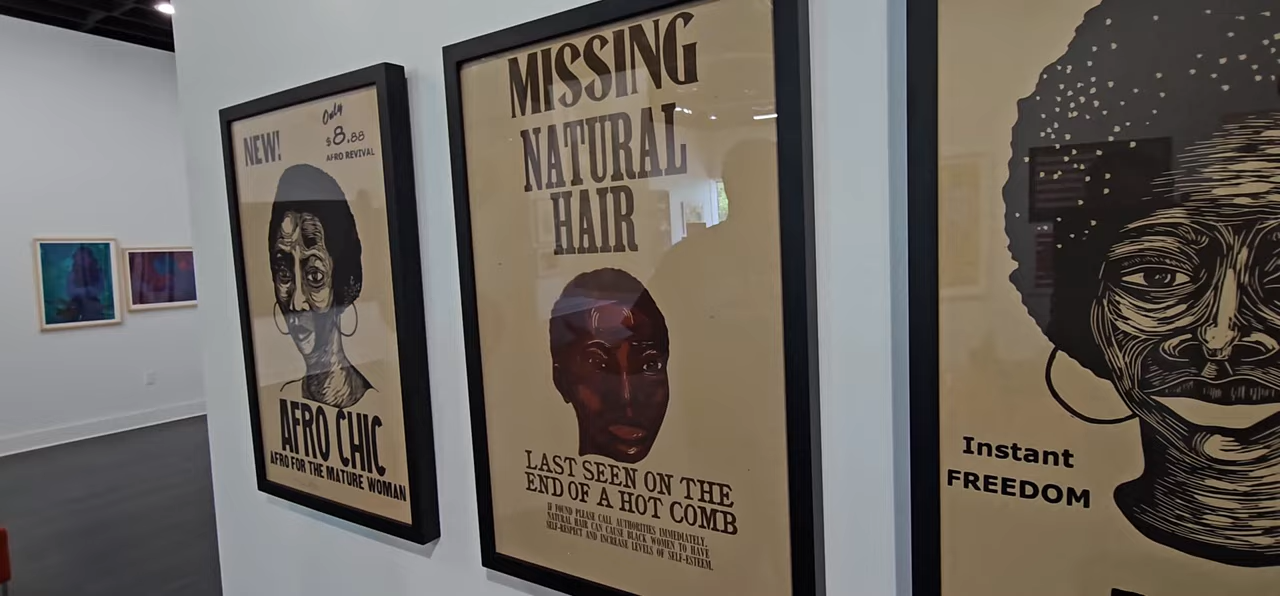 NEW!
Only
$8.88
AFRO REVIVAL
AFRO CHIC
AFRO FOR THE MATURE WOMAN
MISSING
NATURAL
HAIR
LAST SEEN ON THE
END OF A HOT COMB
IF FOUND PLEASE CALL AUTHORITIES IMMEDIATELY,
NATURAL HAIR CAN CAUSE BLACK WOMEN TO HAVE
SELF-RESPECT AND INCREASE LEVELS OF SELF-ESTEEM.
Instant
FREEDOM